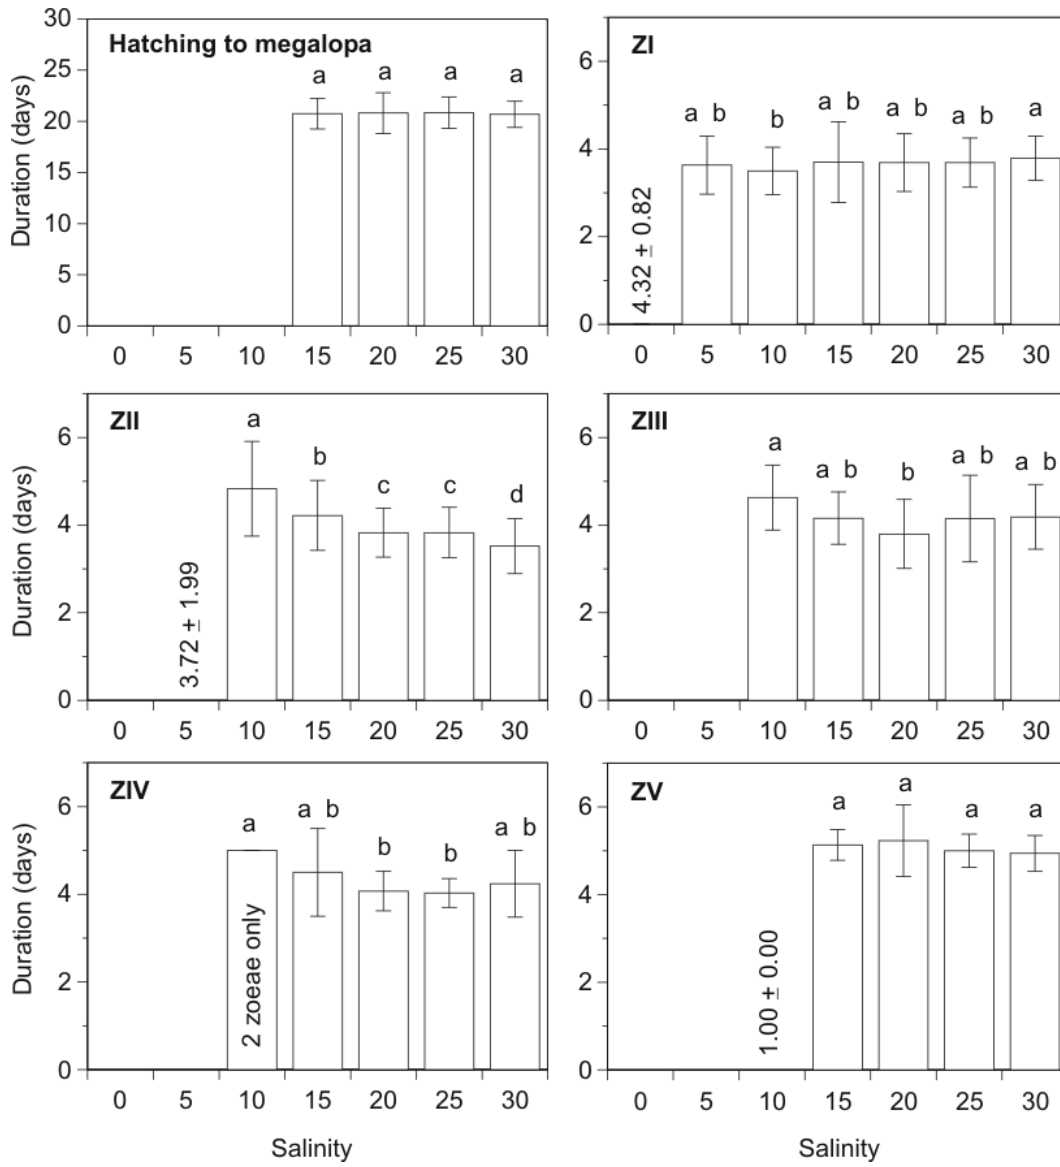 Hatching to megalopa
Duration (days)
30
25
20
15
10
5
0
a a a a
0 5 10 15 20 25 30
ZI
6
4
2
0
4.32 ± 0.82
a b b a b a b a b a
0 5 10 15 20 25 30
ZII
Duration (days)
6
4
2
0
3.72 ± 1.99
a b c c d
0 5 10 15 20 25 30
ZIII
6
4
2
0
a a b b a b a b
0 5 10 15 20 25 30
ZIV
Duration (days)
6
4
2
0
2 zoeae only
a a b b b a b
0 5 10 15 20 25 30
Salinity
ZV
6
4
2
0
1.00 ± 0.00
a a a a
0 5 10 15 20 25 30
Salinity